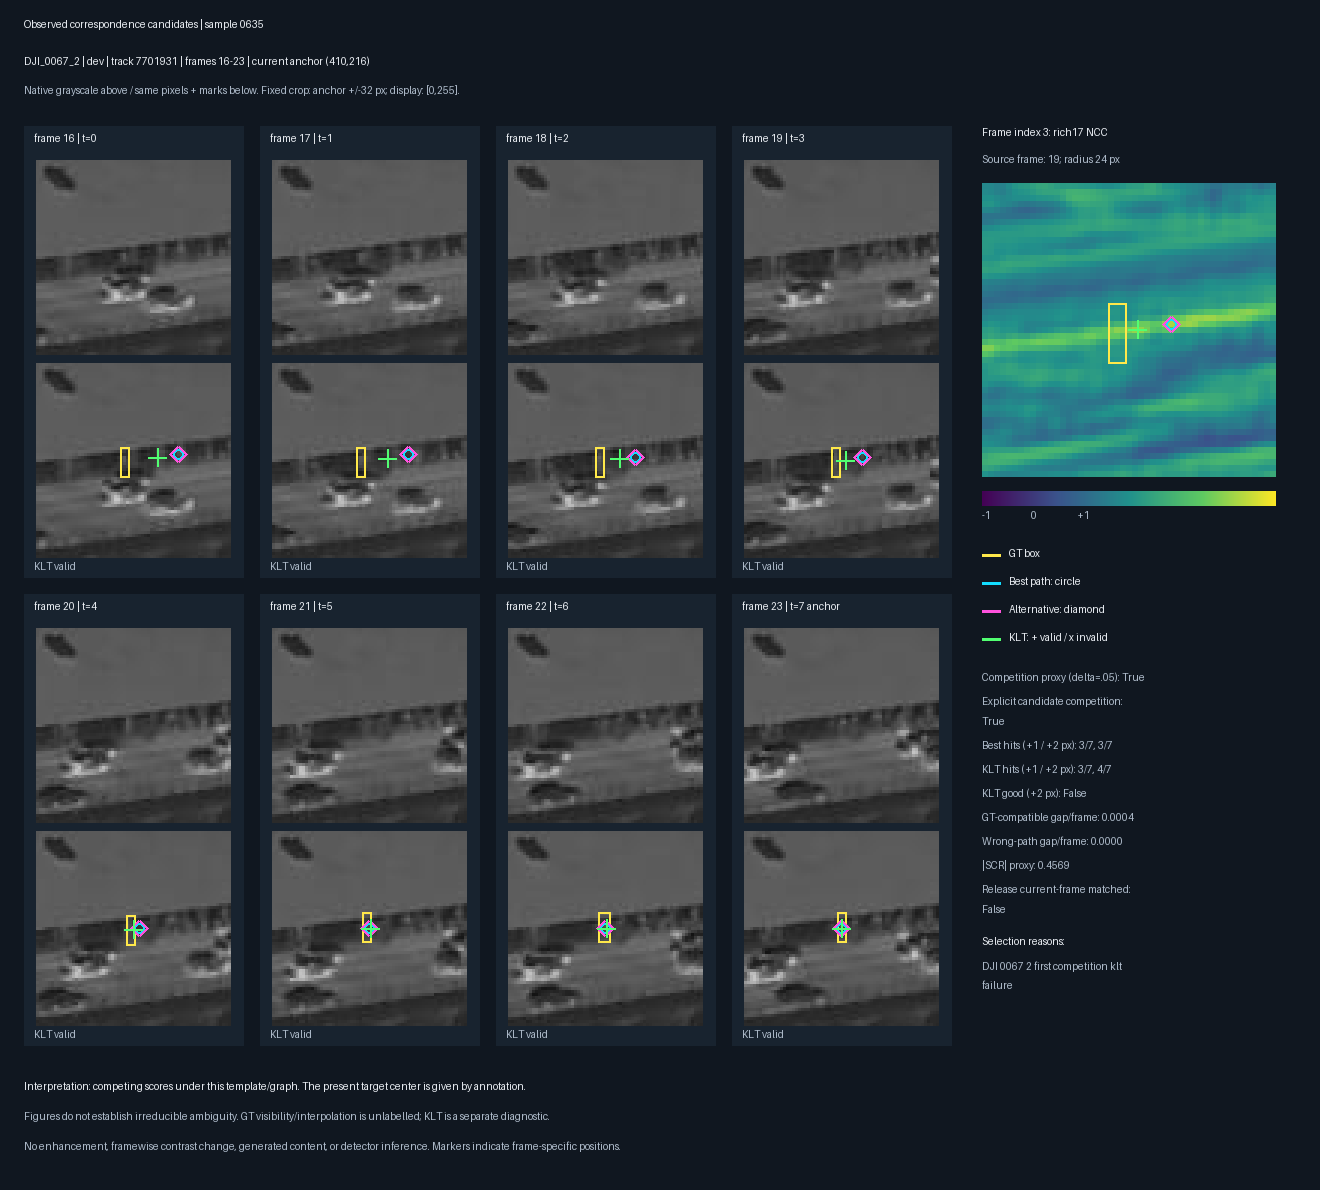 Observed correspondence candidates | sample 0635
DJI_0067_2 | dev | track 7701931 | frames 16-23 | current anchor (410,216)
Native grayscale above / same pixels + marks below. Fixed crop: anchor +/-32 px; display: [0,255].
frame 16 | t=0
frame 17 | t=1
frame 18 | t=2
frame 19 | t=3
KLT valid
KLT valid
KLT valid
KLT valid
frame 20 | t=4
frame 21 | t=5
frame 22 | t=6
frame 23 | t=7 anchor
KLT valid
KLT valid
KLT valid
KLT valid
Frame index 3: rich17 NCC
Source frame: 19; radius 24 px
-1 0 +1
GT box
Best path: circle
Alternative: diamond
KLT: + valid / x invalid
Competition proxy (delta=.05): True
Explicit candidate competition:
True
Best hits (+1 / +2 px): 3/7, 3/7
KLT hits (+1 / +2 px): 3/7, 4/7
KLT good (+2 px): False
GT-compatible gap/frame: 0.0004
Wrong-path gap/frame: 0.0000
|SCR| proxy: 0.4569
Release current-frame matched:
False
Selection reasons:
DJI 0067 2 first competition klt
failure
Interpretation: competing scores under this template/graph. The present target center is given by annotation.
Figures do not establish irreducible ambiguity. GT visibility/interpolation is unlabelled; KLT is a separate diagnostic.
No enhancement, framewise contrast change, generated content, or detector inference. Markers indicate frame-specific positions.